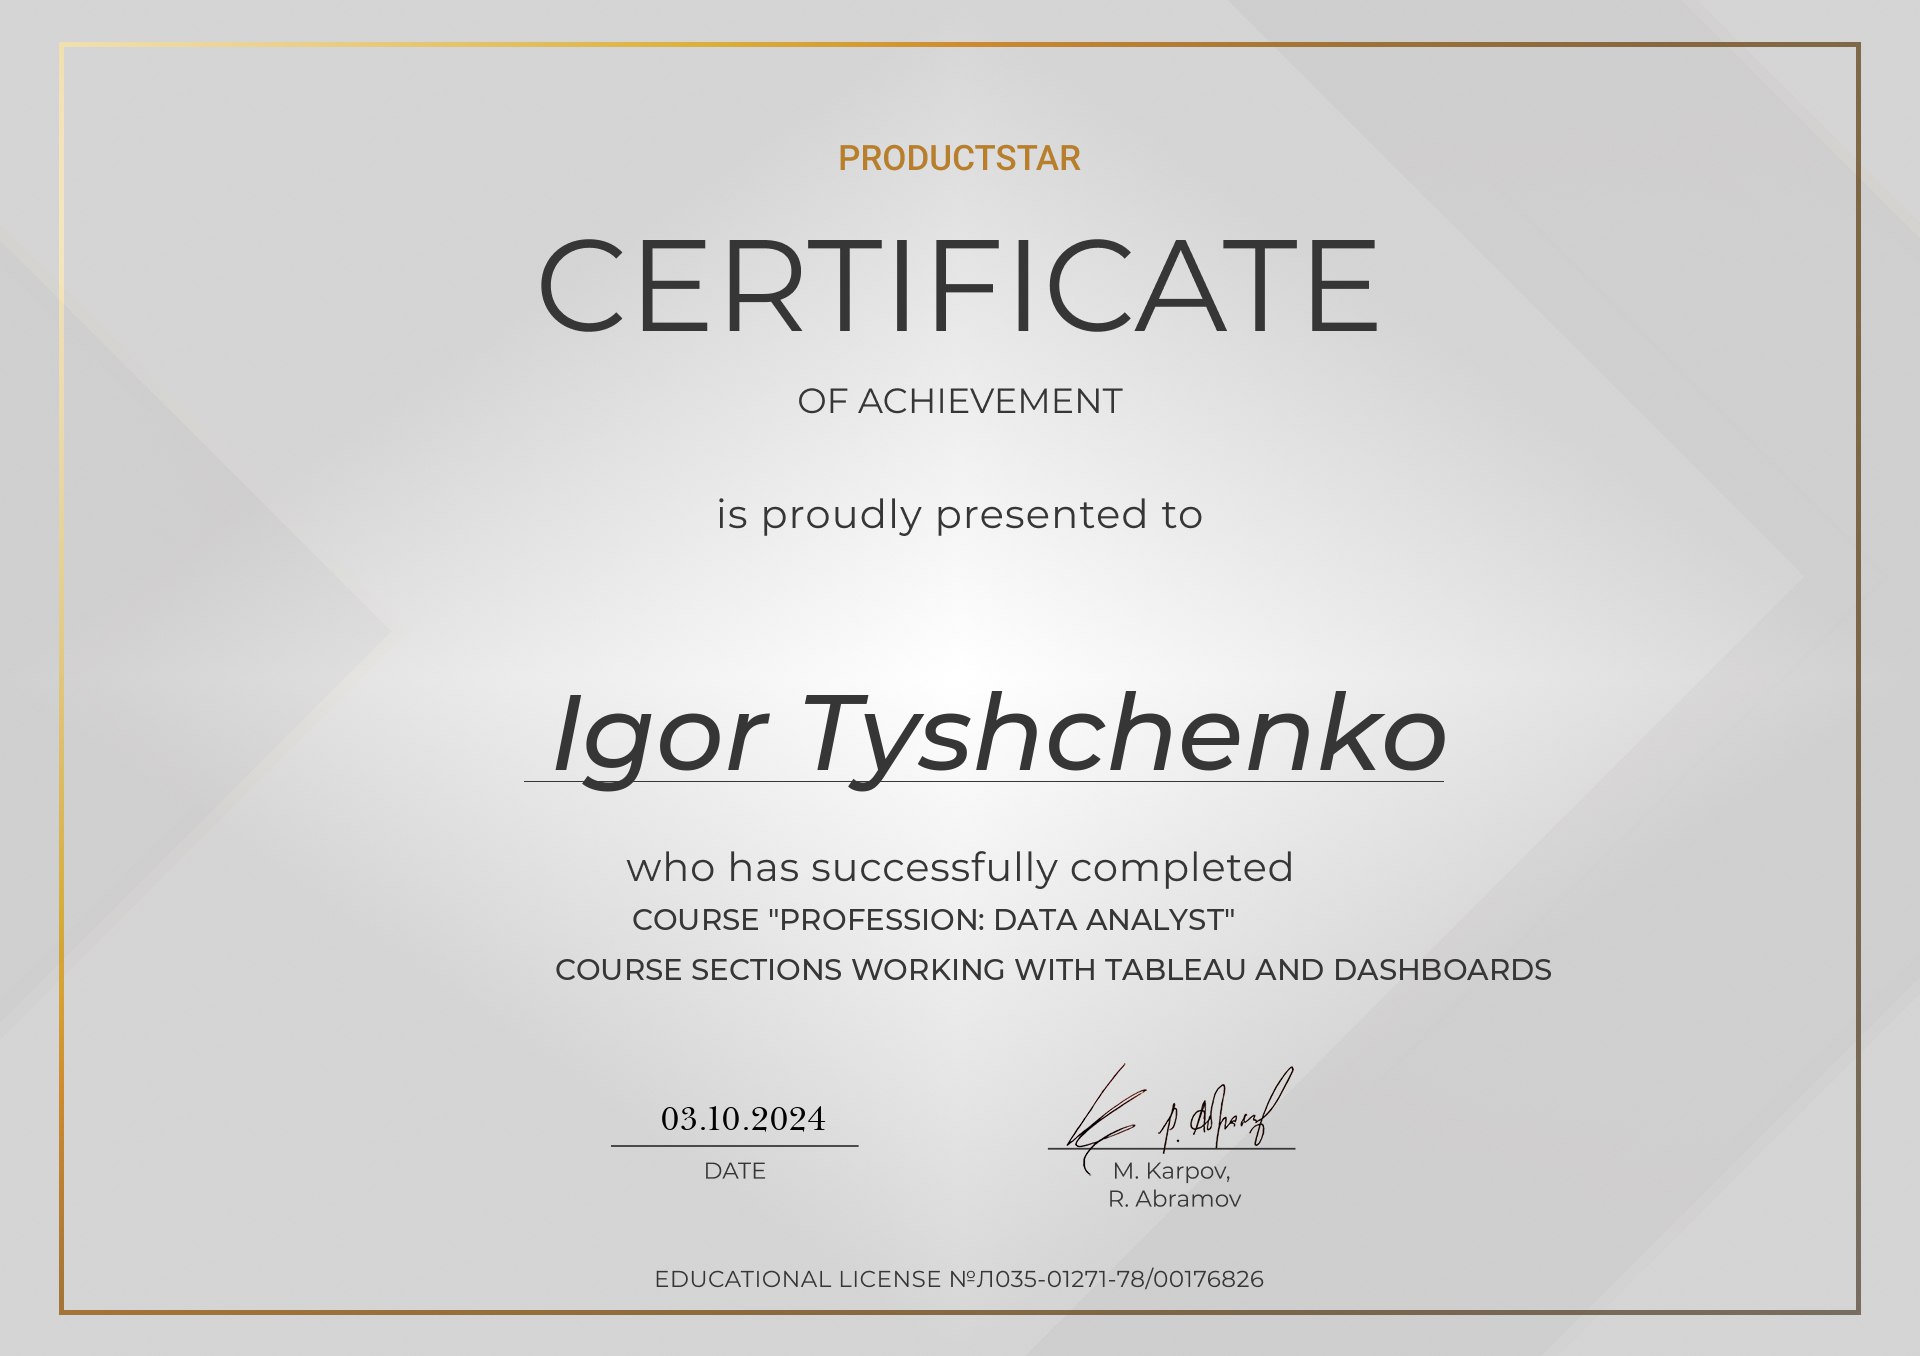 PRODUCTSTAR
CERTIFICATE
OF ACHIEVEMENT
is proudly presented to
Igor Tyshchenko
who has successfully completed
COURSE "PROFESSION: DATA ANALYST"
COURSE SECTIONS WORKING WITH TABLEAU AND DASHBOARDS
03.10.2024
DATE
P. Абрамов
M. Karpov,
R. Abramov
EDUCATIONAL LICENSE №Л035-01271-78/00176826